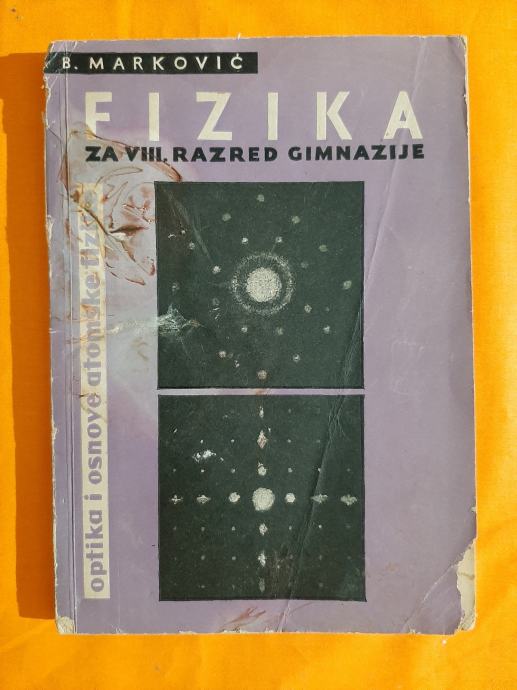 B. MARKOVIĆ
FIZIKA
ZA VIII. RAZRED GIMNAZIJE
optika i osnove atomske fizike